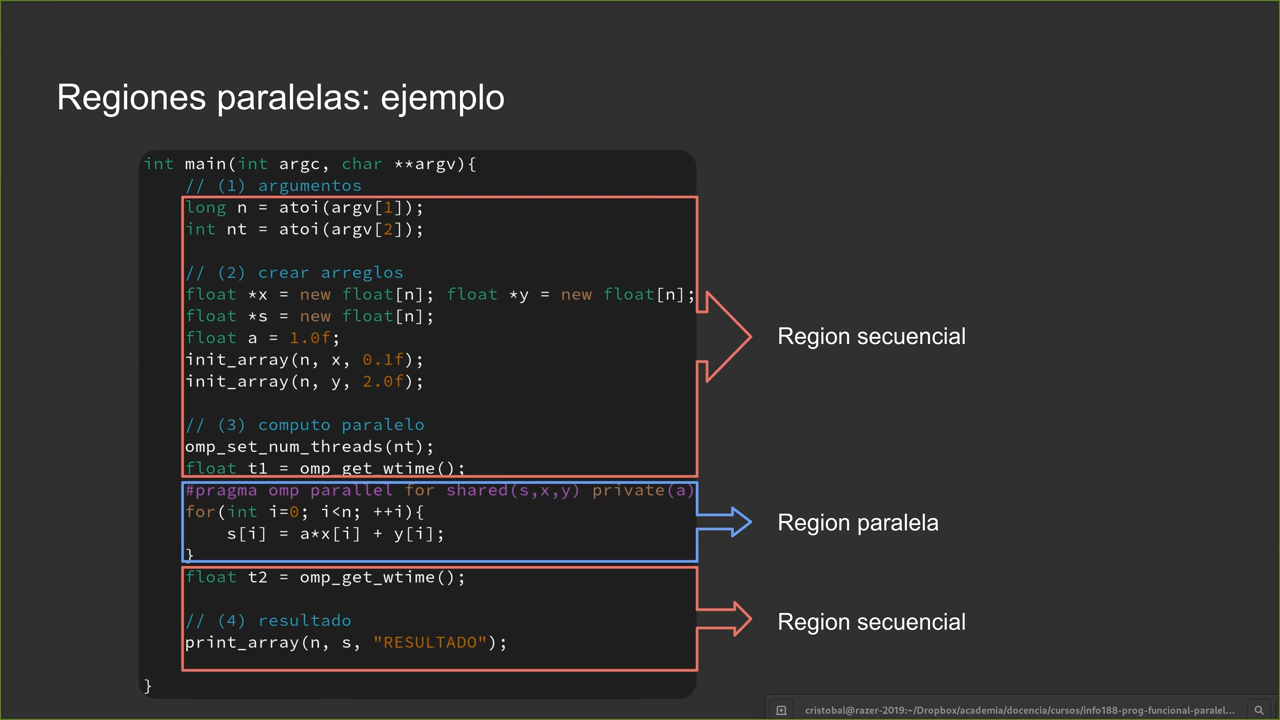 Regiones paralelas: ejemplo
int main(int argc, char **argv){
// (1) argumentos
long n = atoi(argv[1]);
int nt = atoi(argv[2]);
// (2) crear arreglos
float *x = new float[n]; float *y = new float[n];
float *s = new float[n];
float a = 1.0f;
init_array(n, x, 0.1f);
init_array(n, y, 2.0f);
Region secuencial
// (3) computo paralelo
omp_set_num_threads(nt);
float t1 = omp_get_wtime();
#pragma omp parallel for shared(s,x,y) private(a)
for(int i=0; i<n; ++i){
s[i] = a*x[i] + y[i];
}
Region paralela
float t2 = omp_get_wtime();
// (4) resultado
print_array(n, s, "RESULTADO");
Region secuencial
}
cristobal@razer-2019:~/Dropbox/academia/docencia/cursos/info188-prog-funcional-paralel...